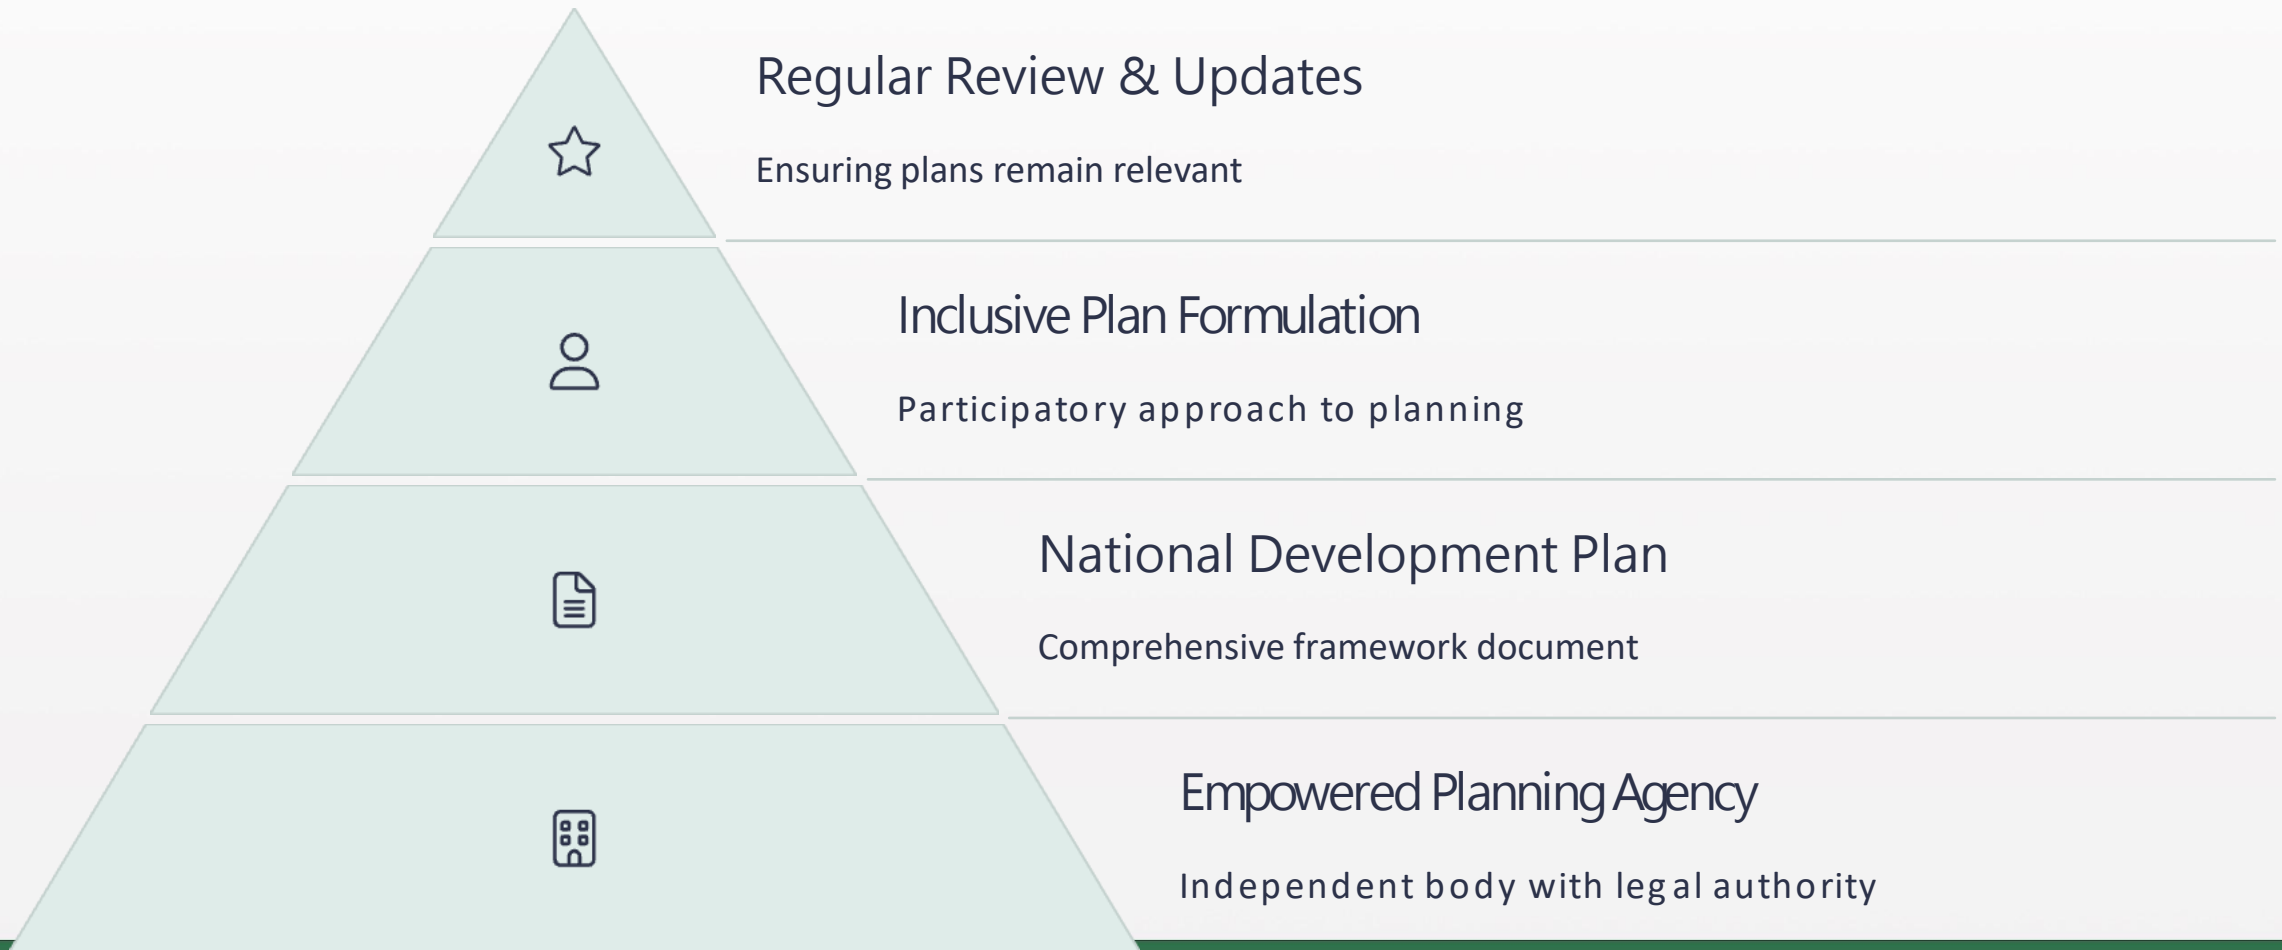 Regular Review & Updates
Ensuring plans remain relevant
Inclusive Plan Formulation
Participatory approach to planning
National Development Plan
Comprehensive framework document
Empowered Planning Agency
Independent body with legal authority